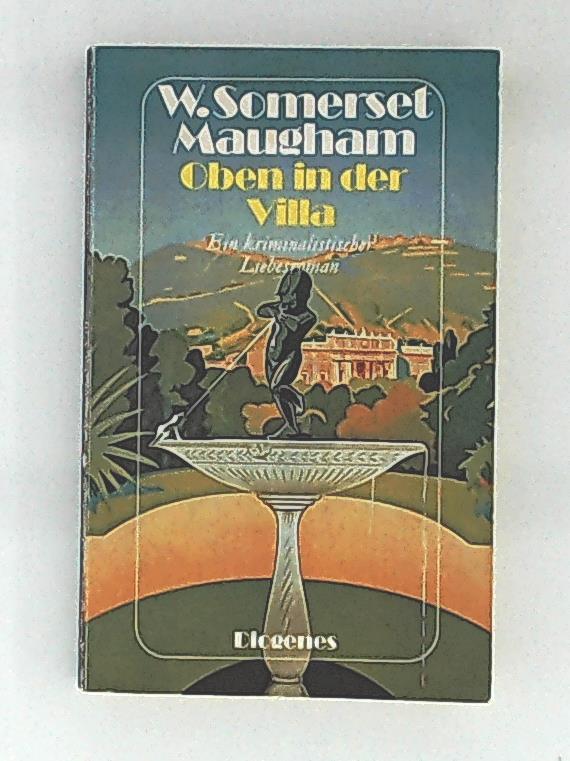 W. Somerset
Maugham
Oben in der
Villa
Ein kriminalistischer
Liebesroman
Diogenes